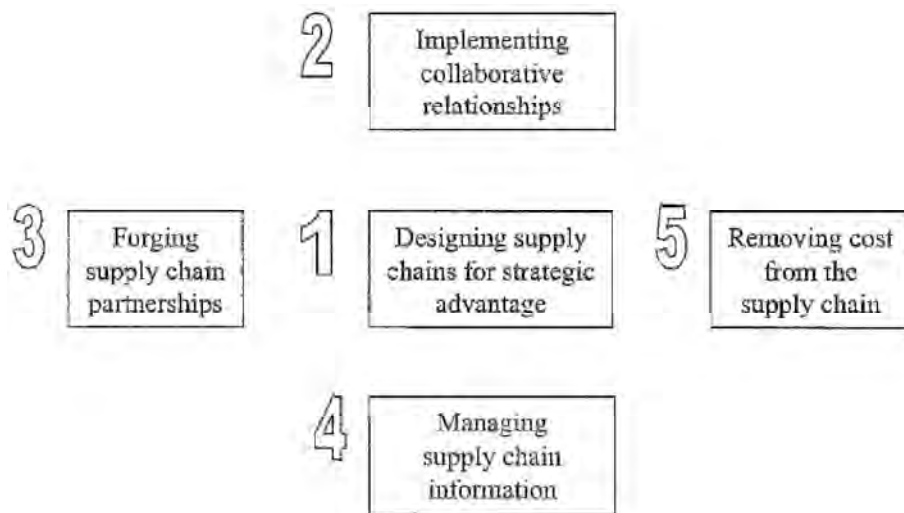 2
Implementing
collaborative
relationships
3
Forging
supply chain
partnerships
1
Designing supply
chains for strategic
advantage
5
Removing cost
from the
supply chain
4
Managing
supply chain
information